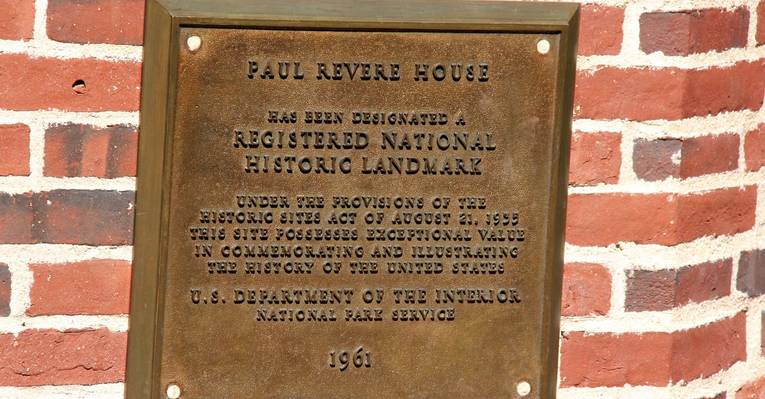 PAUL REVERE HOUSE
HAS BEEN DESIGNATED A
REGISTERED NATIONAL
HISTORIC LANDMARK
UNDER THE PROVISIONS OF THE
HISTORIC SITES ACT OF AUGUST 21, 1935
THIS SITE POSSESSES EXCEPTIONAL VALUE
IN COMMEMORATING AND ILLUSTRATING
THE HISTORY OF THE UNITED STATES
U.S. DEPARTMENT OF THE INTERIOR
NATIONAL PARK SERVICE
1961